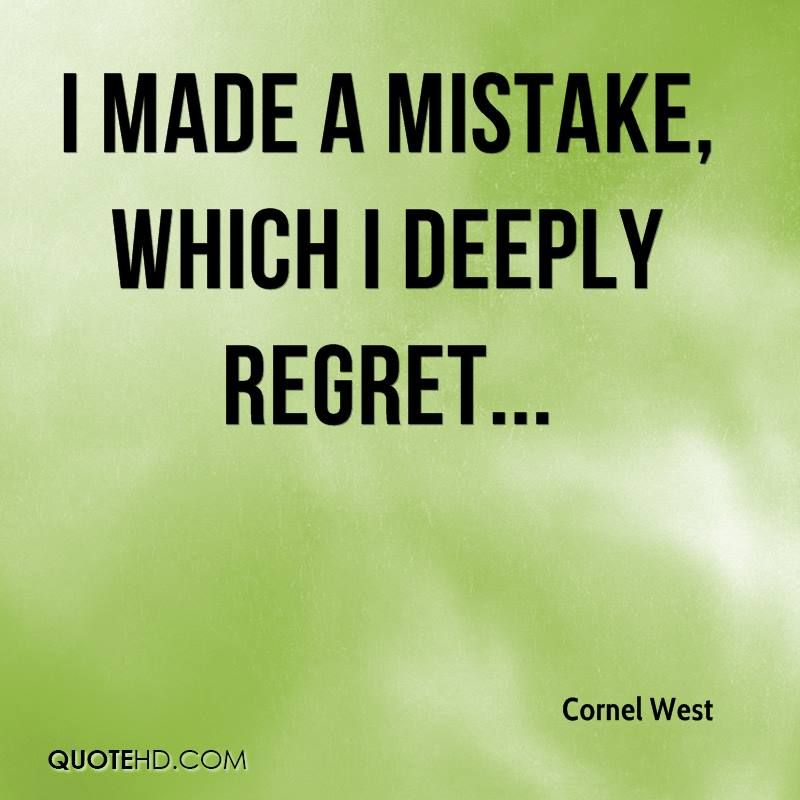 I MADE A MISTAKE,
WHICH I DEEPLY
REGRET...
Cornel West
QUOTEHD.COM